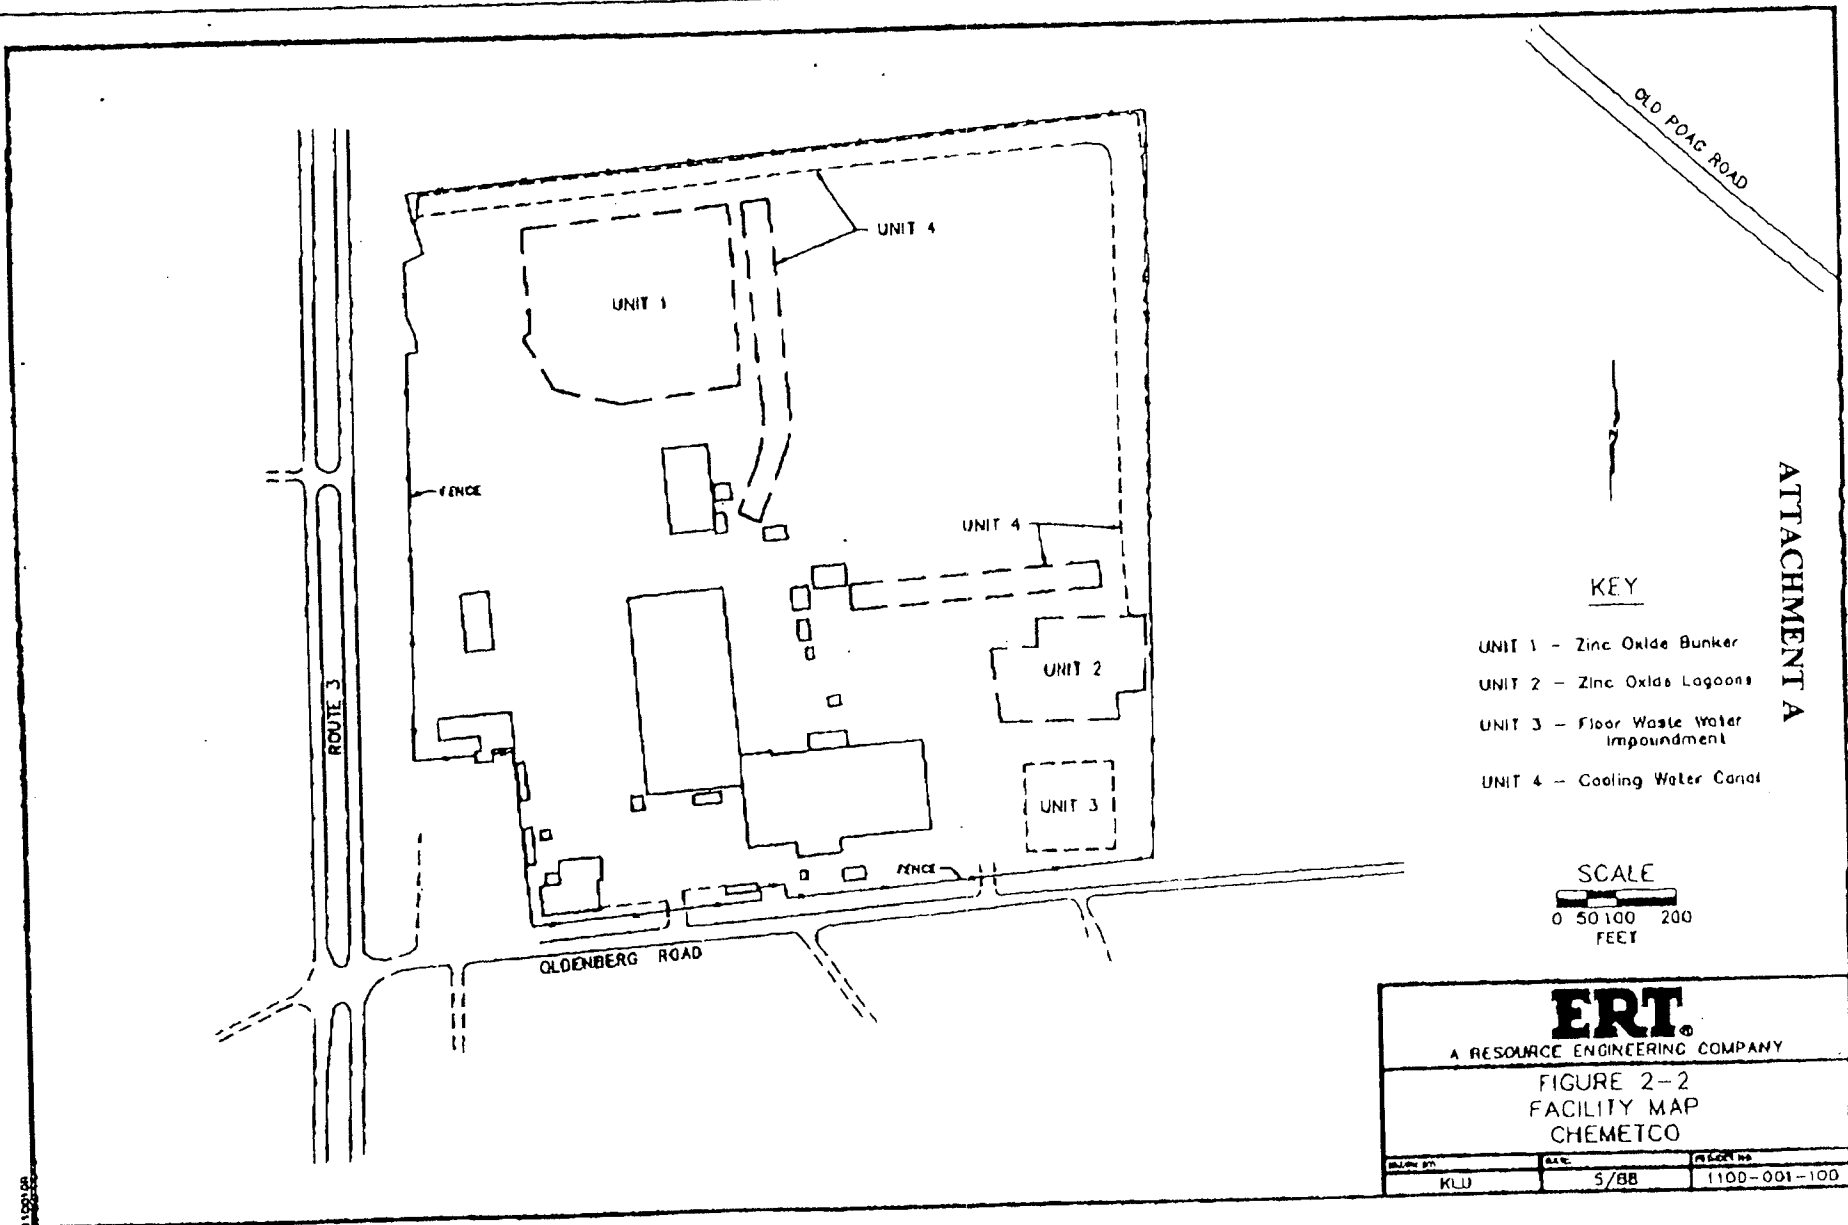 OLD POAG ROAD
UNIT 4
UNIT 1
FENCE
UNIT 4
ATTACHMENT A
KEY
UNIT 1 - Zinc Oxide Bunker
UNIT 2
UNIT 2 - Zinc Oxide Lagoons
ROUTE 3
UNIT 3 - Floor Waste Water
Impoundment
UNIT 4 - Cooling Water Canal
UNIT 3
FENCE
SCALE
0 50 100 200
FEET
OLDENBERG ROAD
ERT®
A RESOURCE ENGINEERING COMPANY
FIGURE 2-2
FACILITY MAP
CHEMETCO
DATE
KLU 5/88 1100-001-100